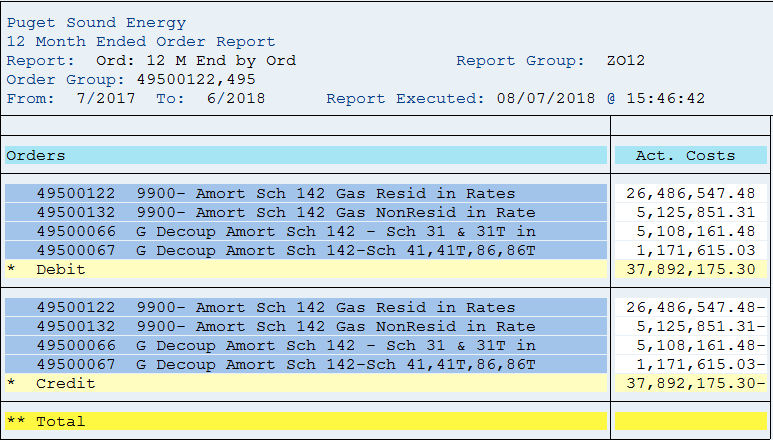 Puget Sound Energy
12 Month Ended Order Report
Report: Ord: 12 M End by Ord Report Group: ZO12
Order Group: 49500122,495
From: 7/2017 To: 6/2018 Report Executed: 08/07/2018 @ 15:46:42
Orders Act. Costs
49500122 9900- Amort Sch 142 Gas Resid in Rates 26,486,547.48
49500132 9900- Amort Sch 142 Gas NonResid in Rate 5,125,851.31
49500066 G Decoup Amort Sch 142 - Sch 31 & 31T in 5,108,161.48
49500067 G Decoup Amort Sch 142-Sch 41,41T,86,86T 1,171,615.03
* Debit 37,892,175.30
49500122 9900- Amort Sch 142 Gas Resid in Rates 26,486,547.48-
49500132 9900- Amort Sch 142 Gas NonResid in Rate 5,125,851.31-
49500066 G Decoup Amort Sch 142 - Sch 31 & 31T in 5,108,161.48-
49500067 G Decoup Amort Sch 142-Sch 41,41T,86,86T 1,171,615.03-
* Credit 37,892,175.30-
** Total